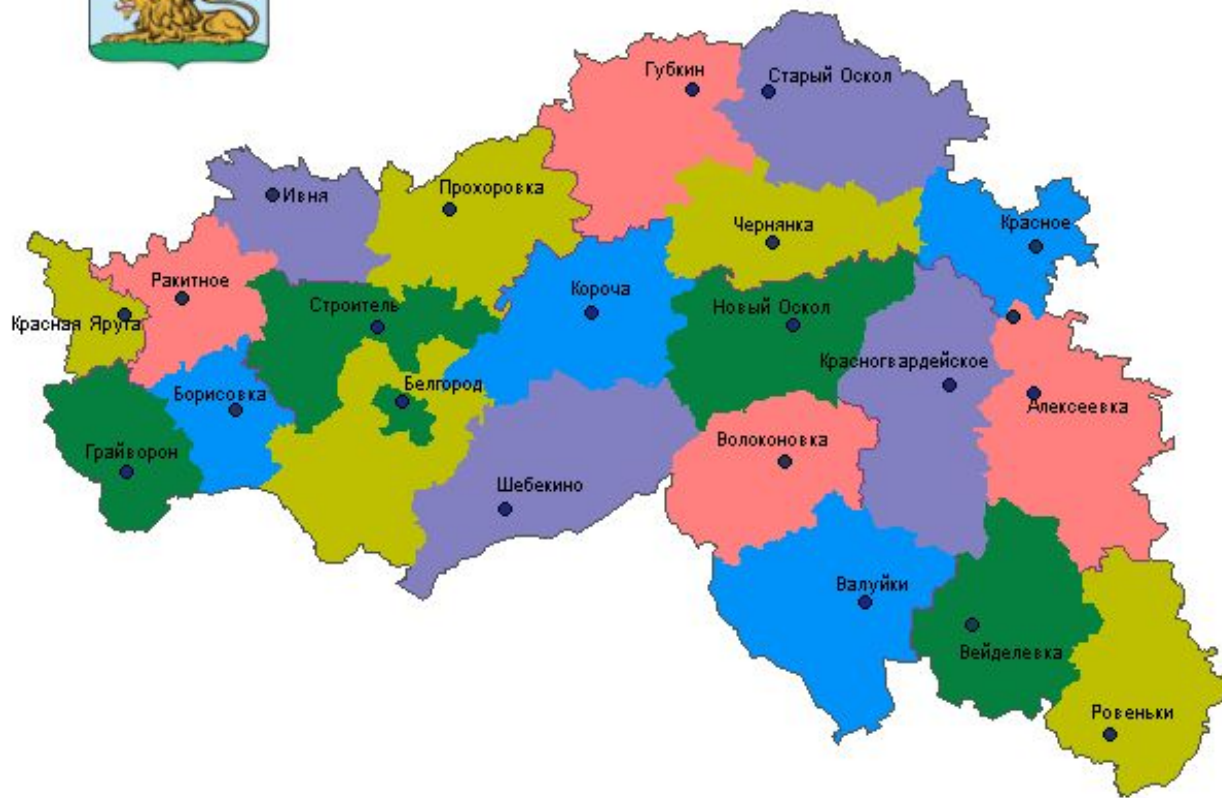 Губкин
Старый Оскол
Ивня
Прохоровка
Чернянка
Красное
Ракитное
Строитель
Короча
Новый Оскол
Красная Яруга
Красногвардейское
Борисовка
Белгород
Алексеевка
Грайворон
Волоконовка
Шебекино
Валуйки
Вейделевка
Ровеньки